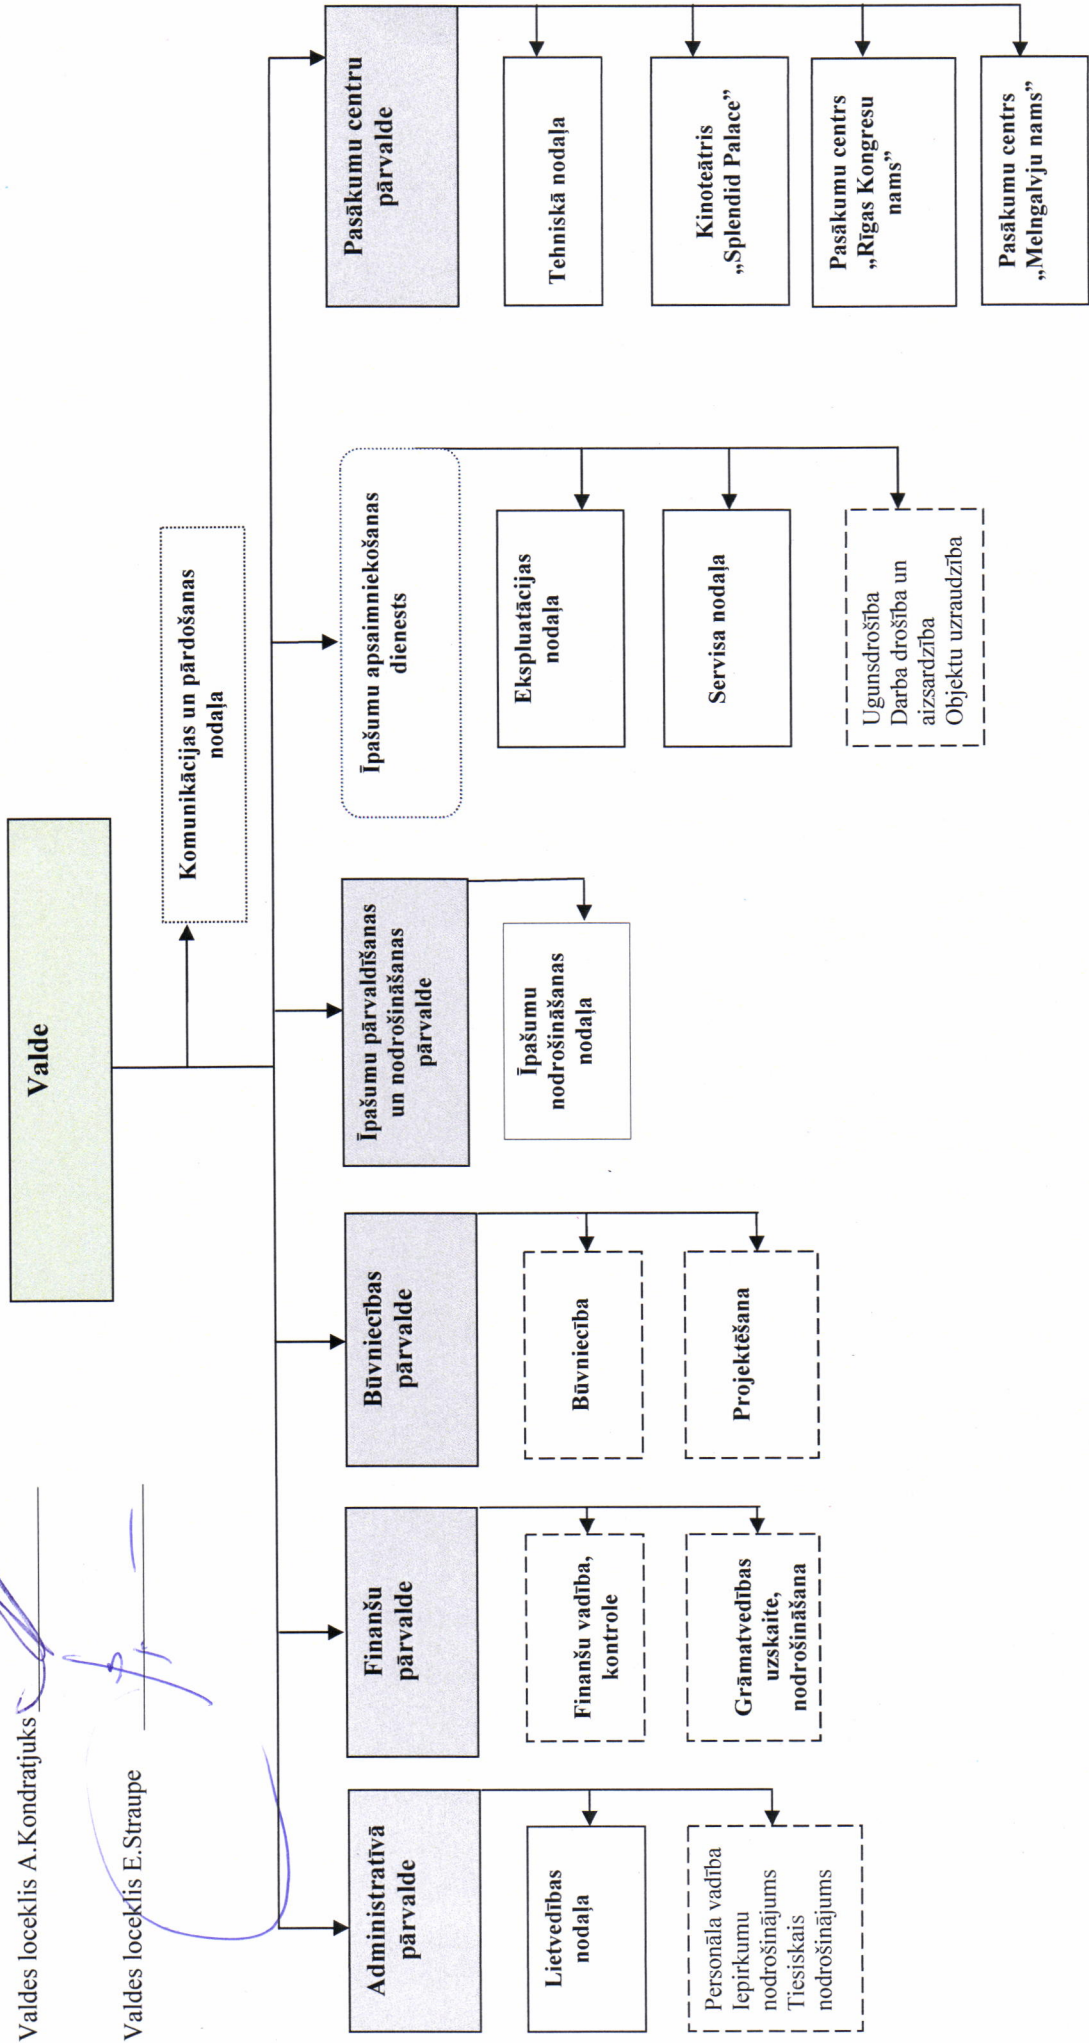 Valdes loceklis A.Kondratjuks
Valdes loceklis E.Straupe
Valde
Komunikācijas un pārdošanas
nodaļa
Administratīvā
pārvalde
Lietvedības
nodaļa
Personāla vadība
Iepirkumu
nodrošinājums
Tiesiskais
nodrošinājums
Finanšu
pārvalde
Finanšu vadība,
kontrole
Grāmatvedības
uzskaite,
nodrošināšana
Būvniecības
pārvalde
Būvniecība
Projektēšana
Īpašumu pārvaldīšanas
un nodrošināšanas
pārvalde
Īpašumu
nodrošināšanas
nodaļa
Īpašumu apsaimniekošanas
dienests
Ekspluatācijas
nodaļa
Servisa nodaļa
Ugunsdrošība
Darba drošība un
aizsardzība
Objektu uzraudzība
Pasākumu centru
pārvalde
Tehniskā nodaļa
Kinoteātris
„Splendid Palace”
Pasākumu centrs
„Rīgas Kongresu
nams”
Pasākumu centrs
„Melngalvju nams”